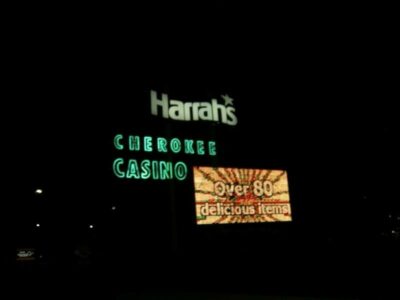 Harrah's
CHEROKEE
CASINO
Over 80
delicious items